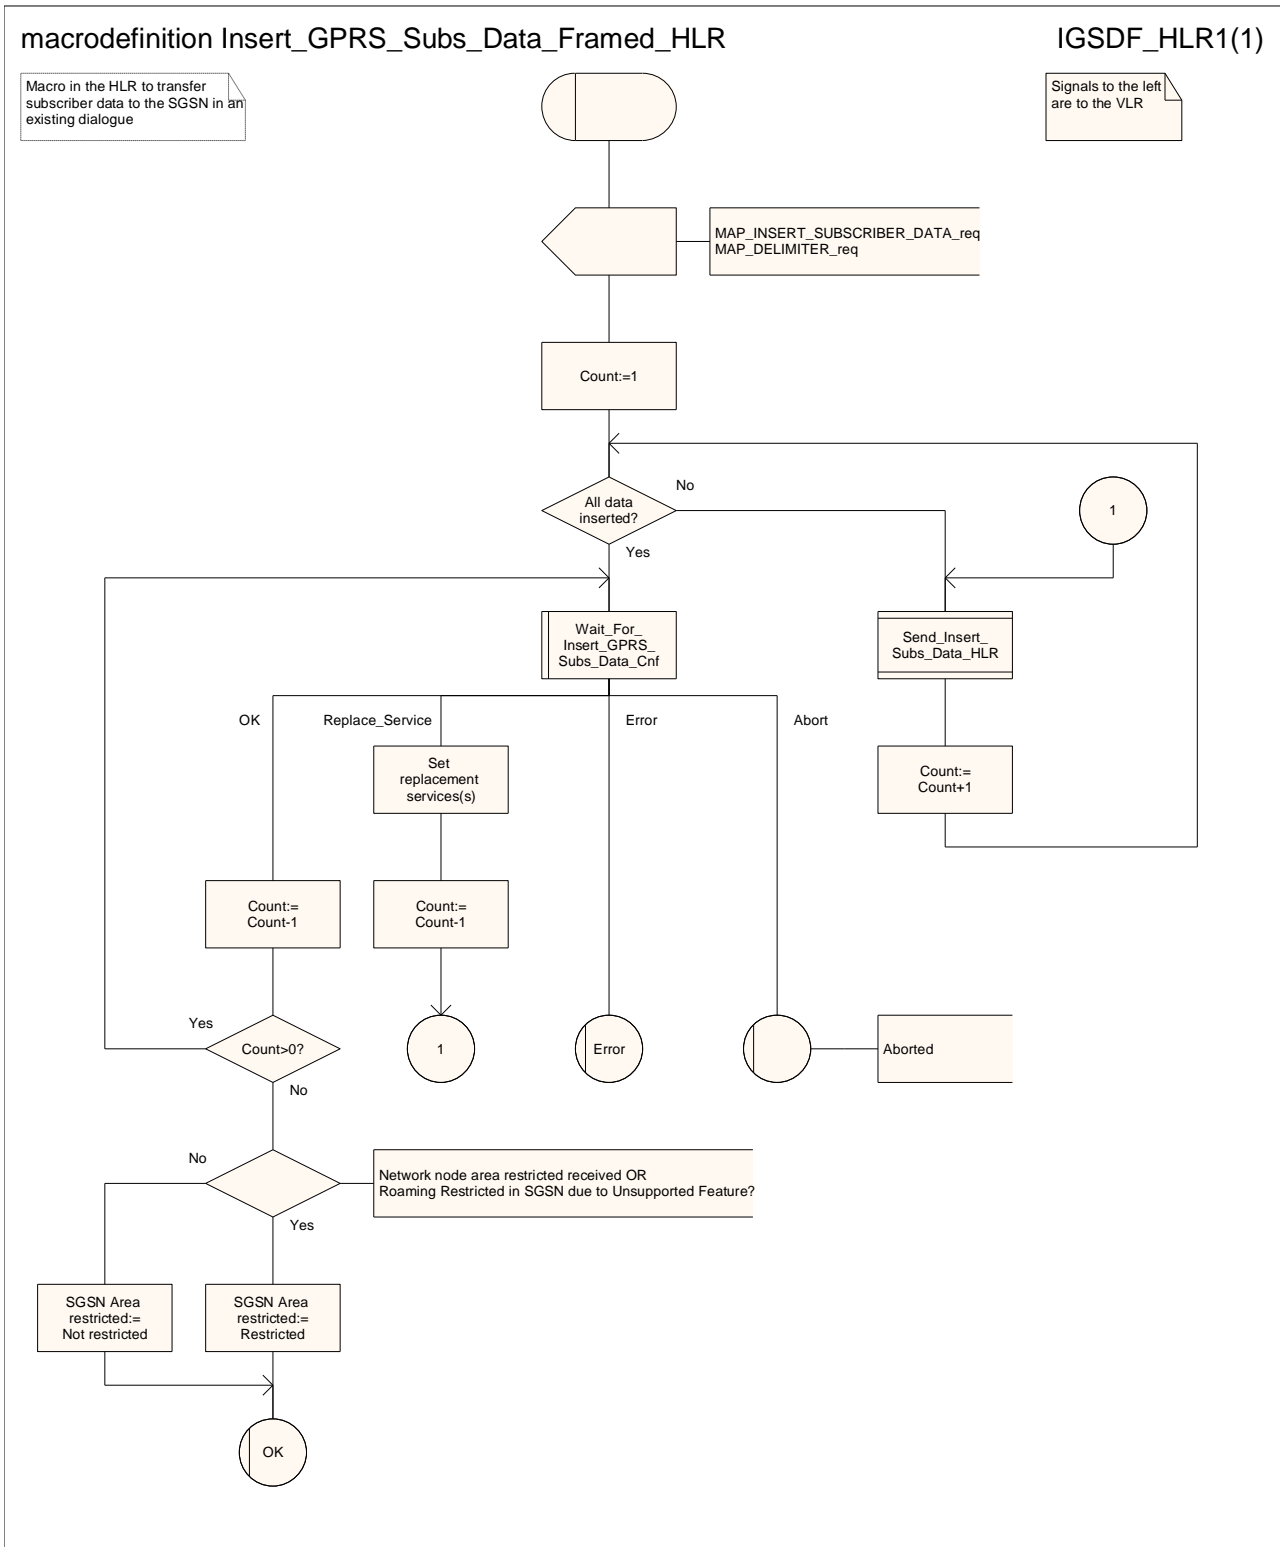 macrodefinition Insert_GPRS_Subs_Data_Framed_HLR
IGSDF_HLR1(1)
Macro in the HLR to transfer
subscriber data to the SGSN in an
existing dialogue
Signals to the left
are to the VLR
MAP_INSERT_SUBSCRIBER_DATA_req
MAP_DELIMITER_req
Count:=1
No
All data
inserted?
1
Yes
Wait_For_
Insert_GPRS_
Subs_Data_Cnf
Send_Insert_
Subs_Data_HLR
OK
Replace_Service
Error
Abort
Set
replacement
services(s)
Count:=
Count+1
Count:=
Count-1
Count:=
Count-1
Yes
Count>0?
1
Error
Aborted
No
No
Network node area restricted received OR
Roaming Restricted in SGSN due to Unsupported Feature?
Yes
SGSN Area
restricted:=
Not restricted
SGSN Area
restricted:=
Restricted
OK